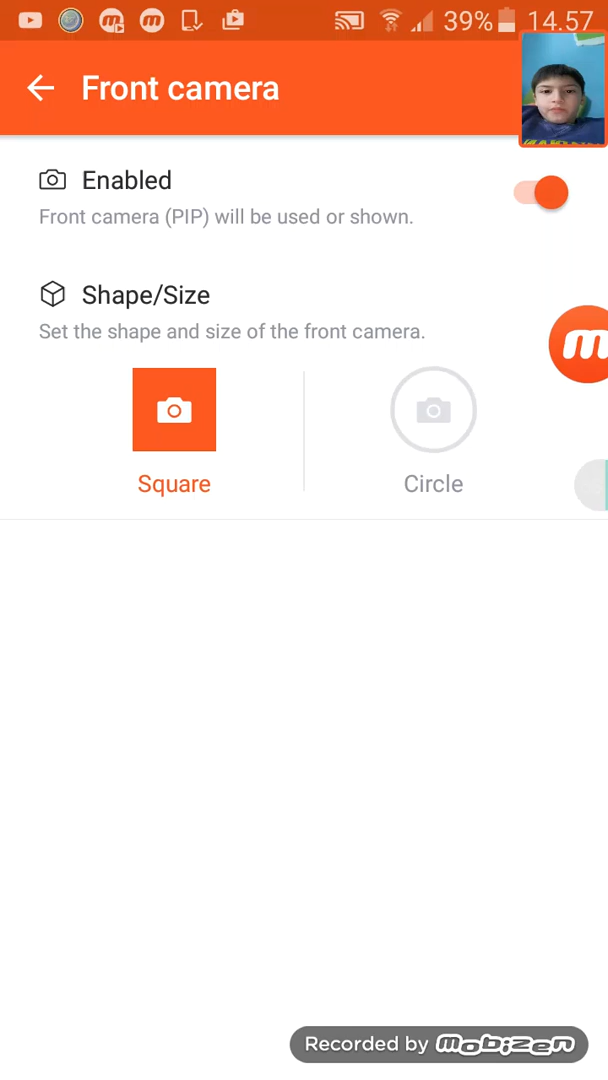 39% 14.57
Front camera
Enabled
Front camera (PIP) will be used or shown.
Shape/Size
Set the shape and size of the front camera.
Square
Circle
Recorded by mobizen